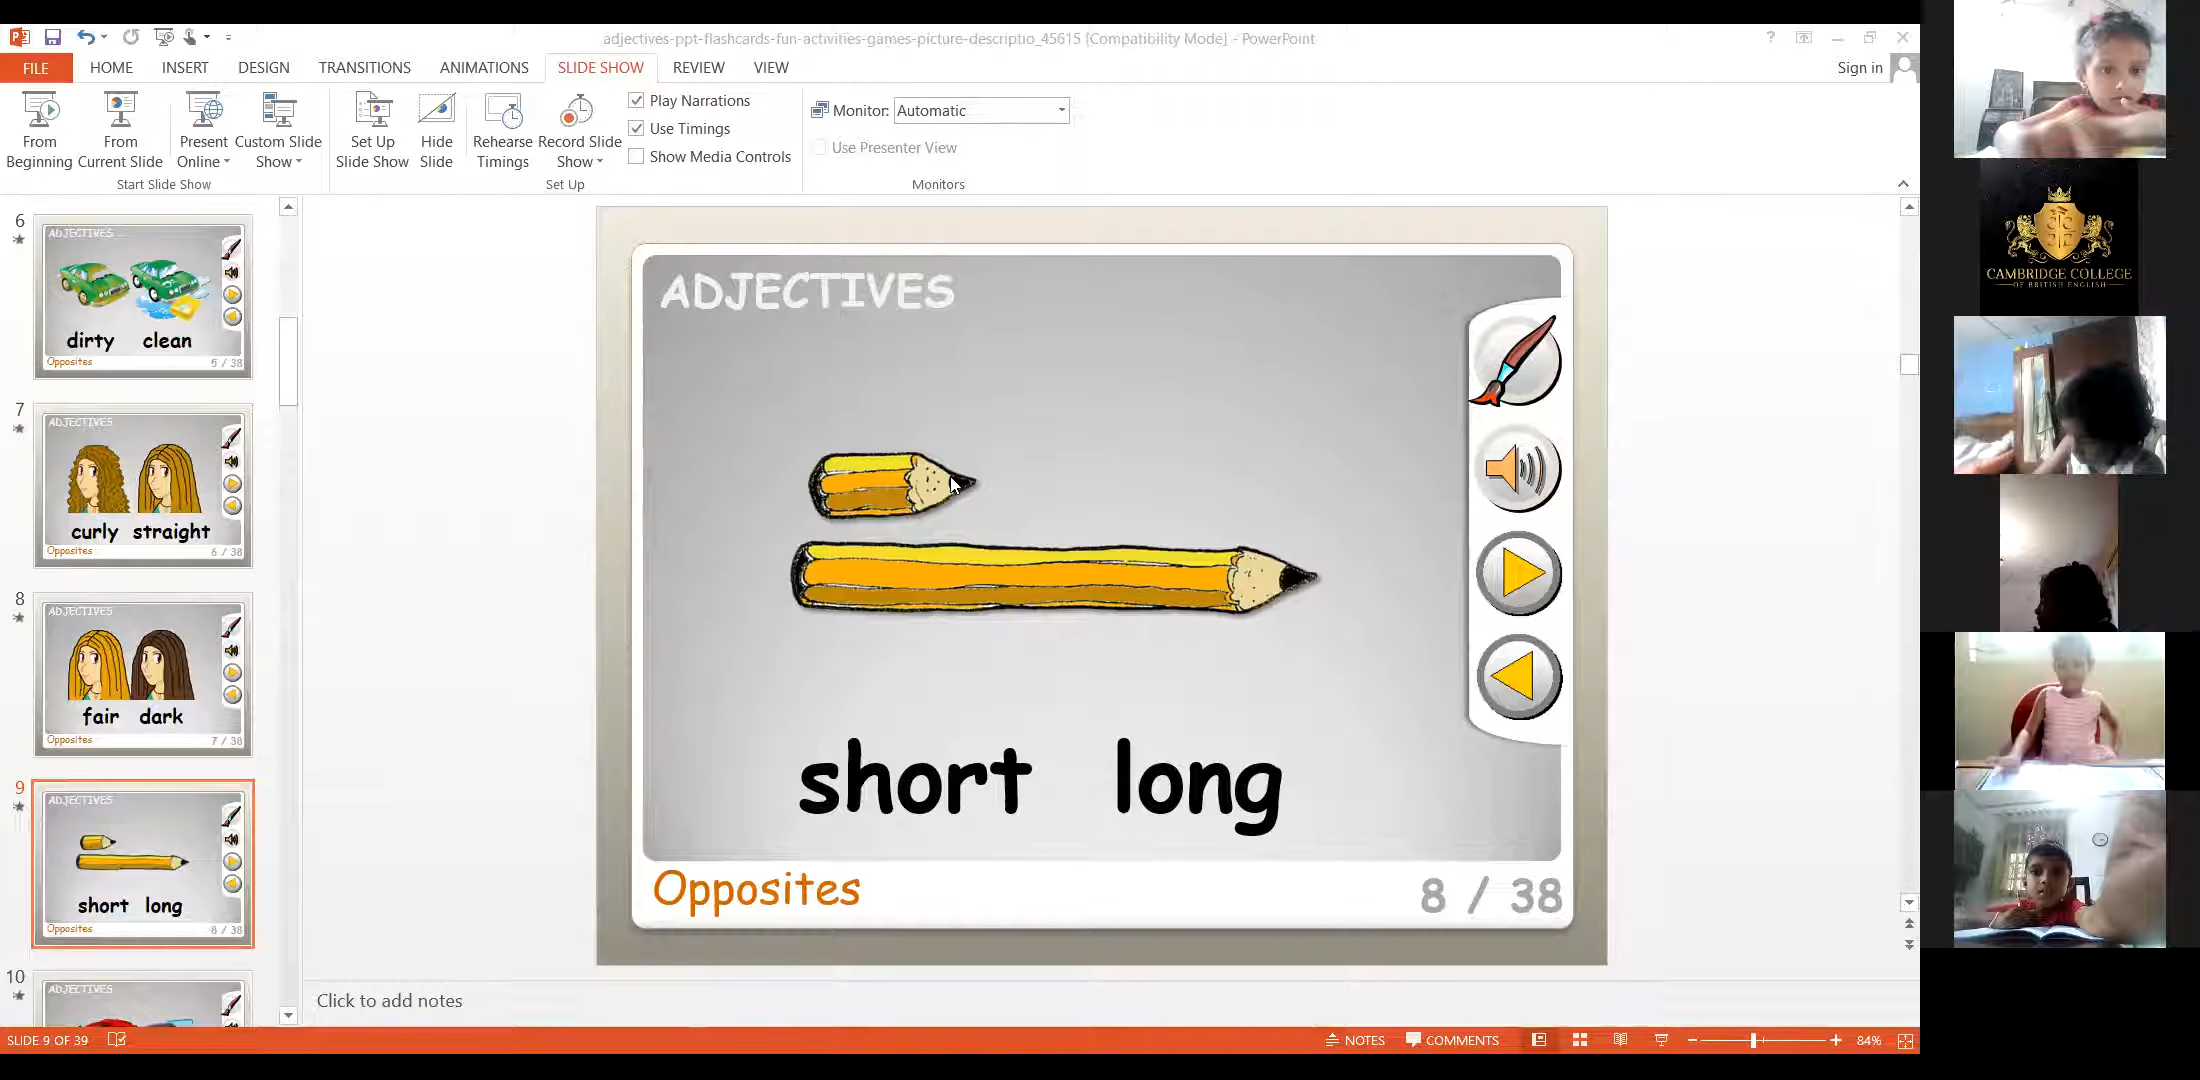 adjectives-ppt-flashcards-fun-activities-games-picture-descriptio_45615 [Compatibility Mode] - PowerPoint
FILE HOME INSERT DESIGN TRANSITIONS ANIMATIONS SLIDE SHOW REVIEW VIEW
Sign in
From Beginning
From Current Slide
Present Online
Custom Slide Show
Start Slide Show
Set Up Slide Show
Hide Slide
Rehearse Timings
Record Slide Show
Play Narrations
Use Timings
Show Media Controls
Set Up
Monitor: Automatic
Use Presenter View
Monitors
6
ADJECTIVES
dirty clean
Opposites 5 / 38
7
ADJECTIVES
curly straight
Opposites 6 / 38
8
ADJECTIVES
fair dark
Opposites 7 / 38
9
ADJECTIVES
short long
Opposites 8 / 38
10
ADJECTIVES
ADJECTIVES
short long
Opposites 8 / 38
Click to add notes
SLIDE 9 OF 39
NOTES COMMENTS 84%
CAMBRIDGE COLLEGE
OF BRITISH ENGLISH